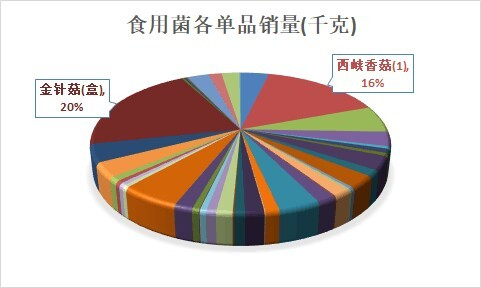 食用菌各单品销量(千克)
西峡香菇(1),
16%
金针菇(盒),
20%